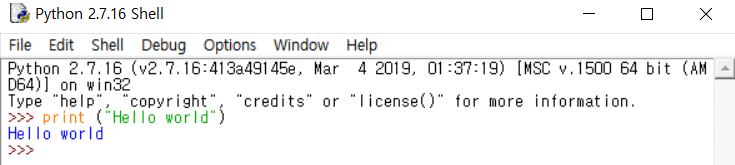 Python 2.7.16 Shell
File Edit Shell Debug Options Window Help
Python 2.7.16 (v2.7.16:413a49145e, Mar  4 2019, 01:37:19) [MSC v.1500 64 bit (AM
D64)] on win32
Type "help", "copyright", "credits" or "license()" for more information.
>>> print ("Hello world")
Hello world
>>>